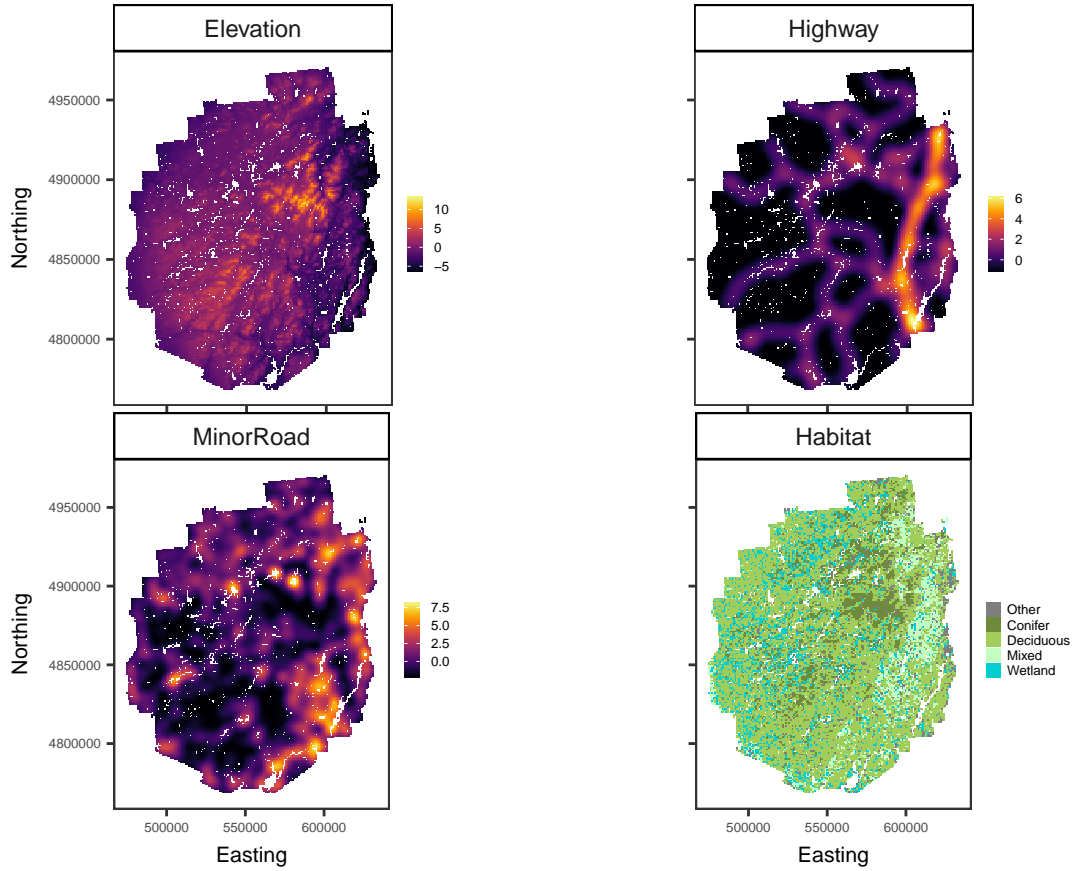 Elevation
Highway
Northing
4950000
4900000
4850000
4800000
10
5
0
−5
6
4
2
0
MinorRoad
Habitat
Northing
4950000
4900000
4850000
4800000
7.5
5.0
2.5
0.0
Other
Conifer
Deciduous
Mixed
Wetland
500000
550000
600000
500000
550000
600000
Easting
Easting